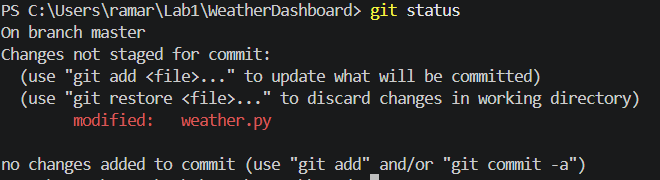 PS C:\Users\ramar\Lab1\WeatherDashboard> git status
On branch master
Changes not staged for commit:
  (use "git add <file>..." to update what will be committed)
  (use "git restore <file>..." to discard changes in working directory)
        modified:   weather.py

no changes added to commit (use "git add" and/or "git commit -a")